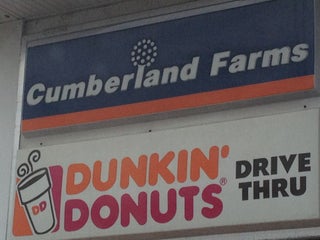 Cumberland Farms
DD
DUNKIN'
DONUTS®
DRIVE
THRU